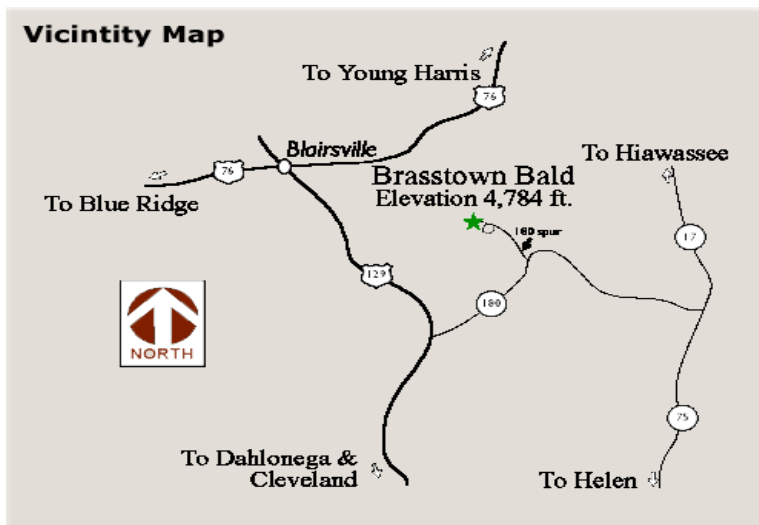 Vicintity Map
To Young Harris
76
Blairsville
To Hiawassee
76
Brasstown Bald
To Blue Ridge
Elevation 4,784 ft.
180 spur
17
129
180
NORTH
75
To Dahlonega &
Cleveland
To Helen